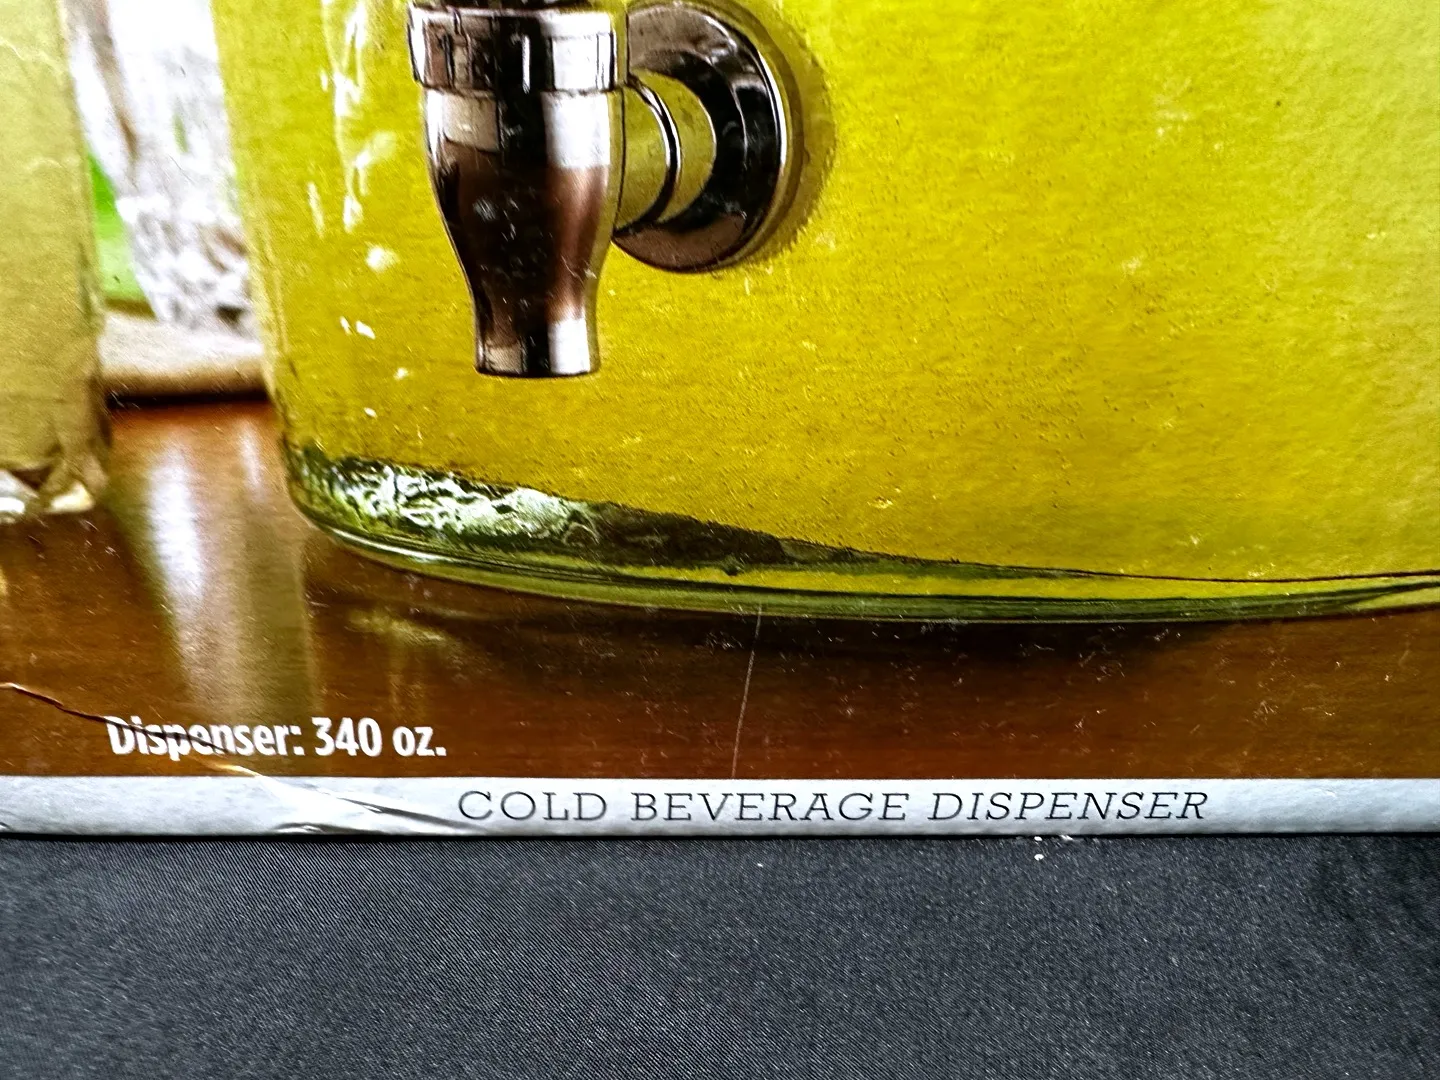 Dispenser: 340 oz.
COLD BEVERAGE DISPENSER